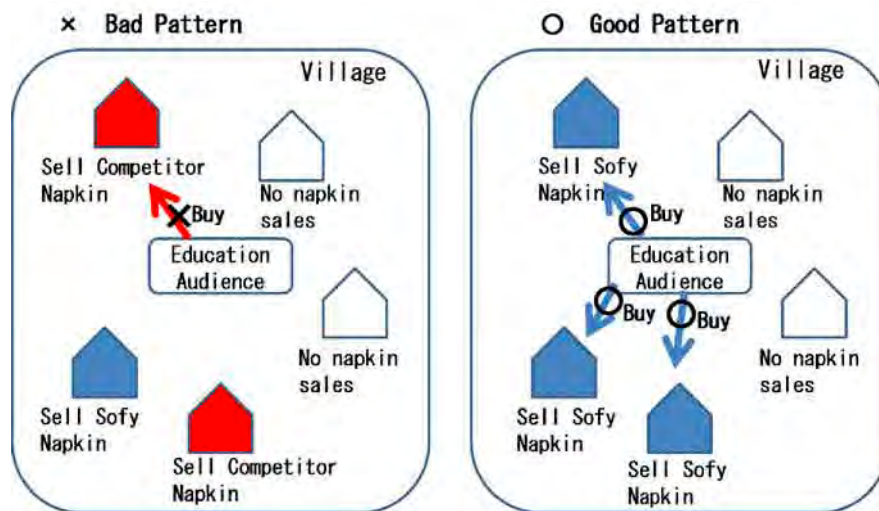 × Bad Pattern
Village
Sell Competitor
Napkin
No napkin
sales
×Buy
Education
Audience
No napkin
sales
Sell Sofy
Napkin
Sell Competitor
Napkin
○ Good Pattern
Village
Sell Sofy
Napkin
No napkin
sales
Buy
Education
Audience
Buy
Buy
No napkin
sales
Sell Sofy
Napkin
Sell Sofy
Napkin